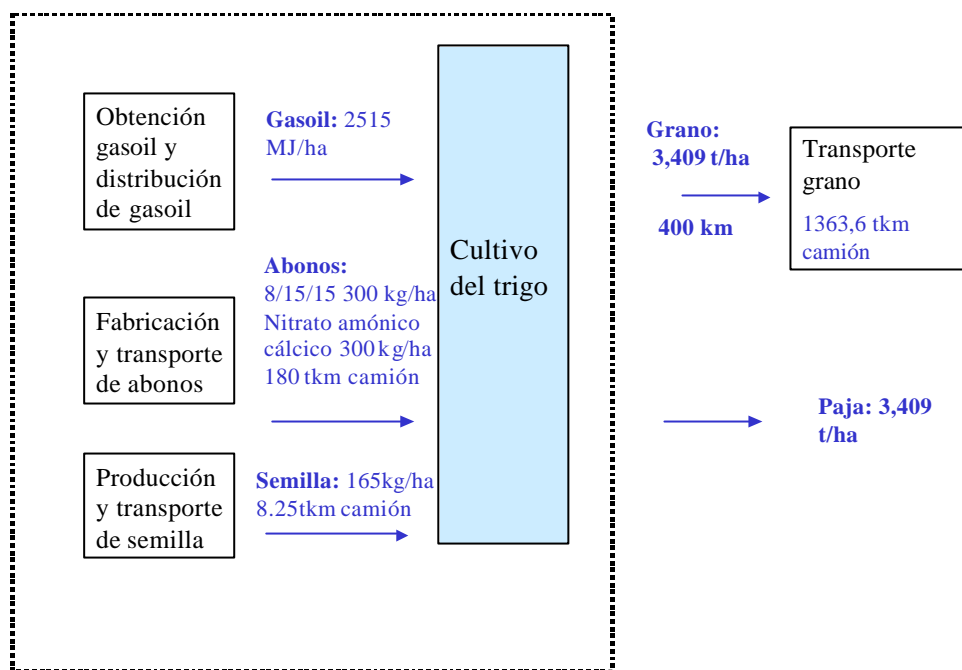 Obtención
gasoil y
distribución
de gasoil
Gasoil: 2515
MJ/ha
Fabricación
y transporte
de abonos
Abonos:
8/15/15 300 kg/ha
Nitrato amónico
cálcico 300kg/ha
180 tkm camión
Producción
y transporte
de semilla
Semilla: 165kg/ha
8.25tkm camión
Cultivo
del trigo
Grano:
3,409 t/ha
400 km
Transporte
grano
1363,6 tkm
camión
Paja: 3,409
t/ha